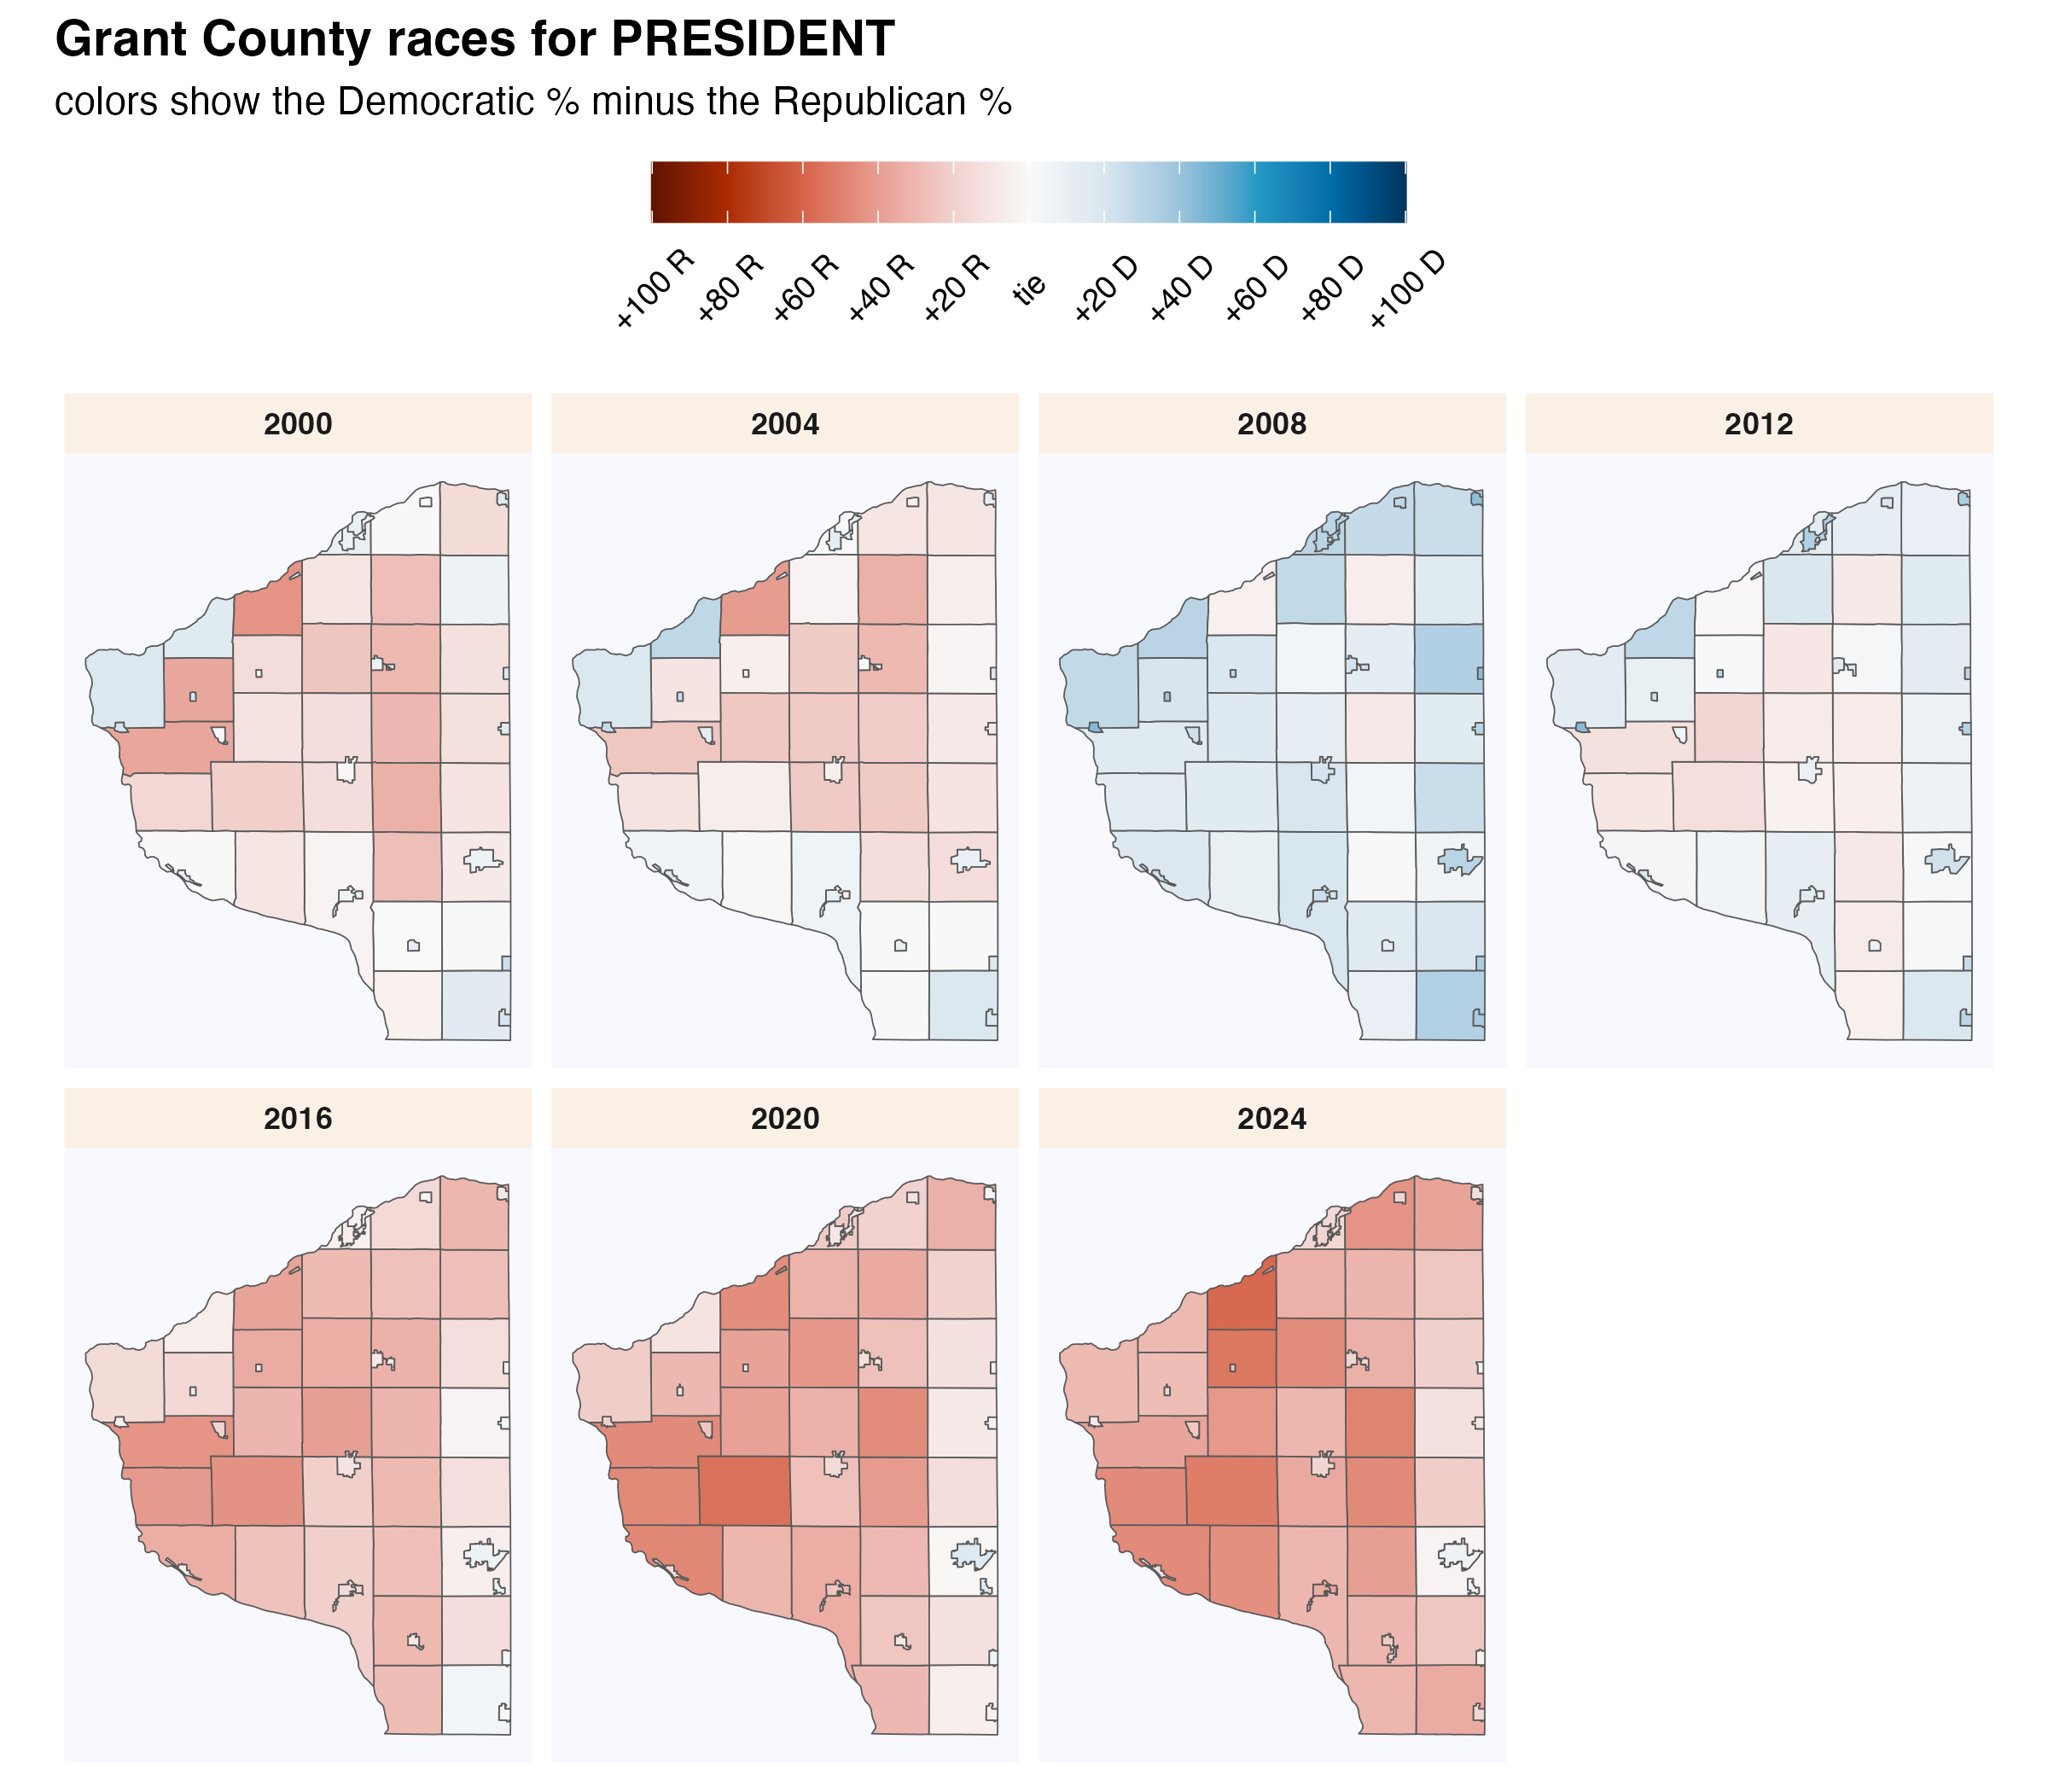 Grant County races for PRESIDENT
colors show the Democratic % minus the Republican %
+100 R +80 R +60 R +40 R +20 R tie +20 D +40 D +60 D +80 D +100 D
2000 2004 2008 2012
2016 2020 2024